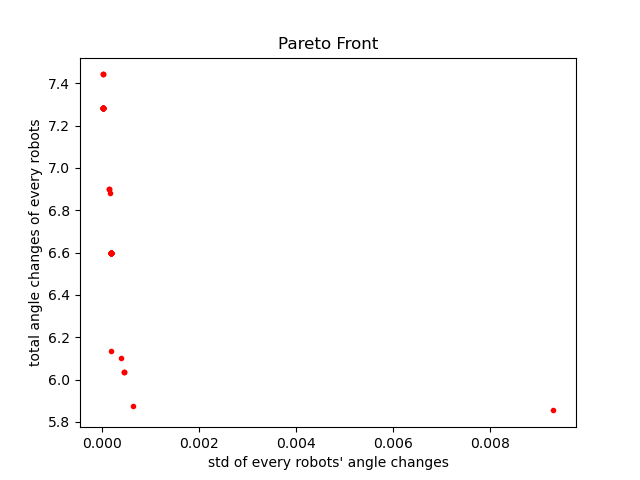 Pareto Front
total angle changes of every robots
7.4
7.2
7.0
6.8
6.6
6.4
6.2
6.0
5.8
0.000 0.002 0.004 0.006 0.008
std of every robots' angle changes